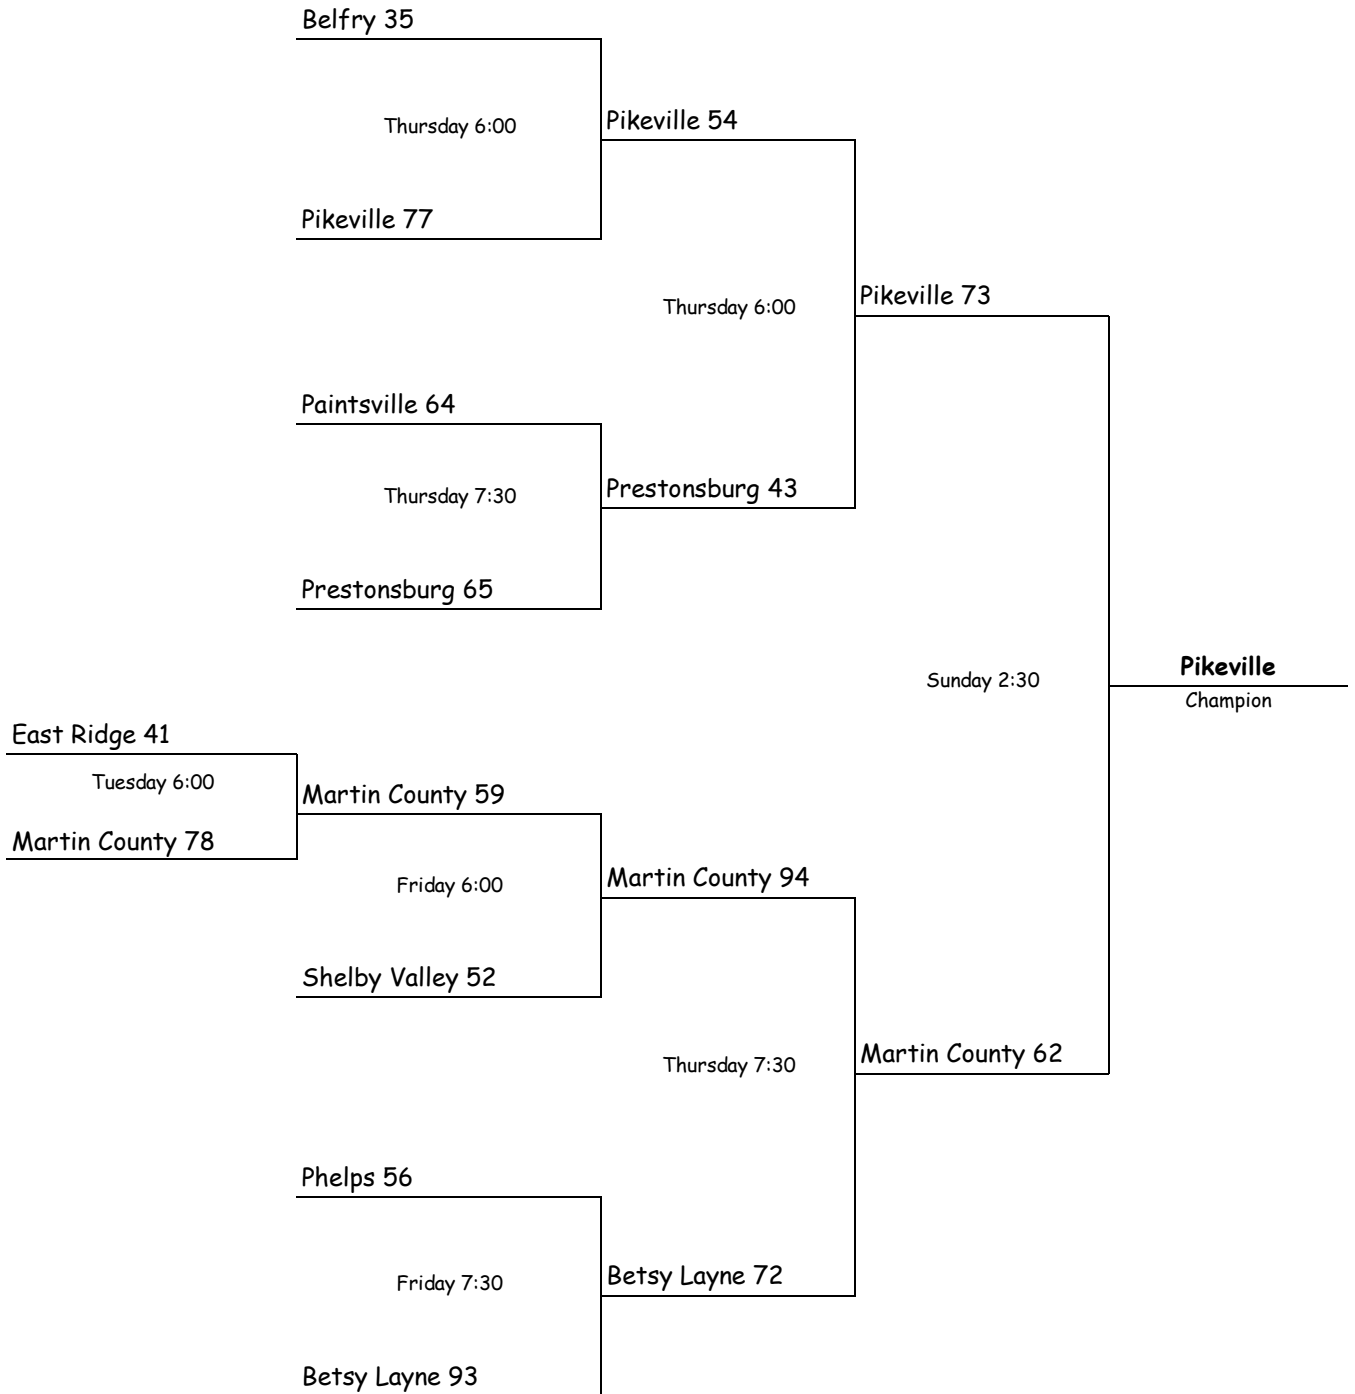 Belfry 35
Thursday 6:00
Pikeville 54
Pikeville 77
Pikeville 73
Thursday 6:00
Paintsville 64
Thursday 7:30
Prestonsburg 43
Prestonsburg 65
Pikeville
Sunday 2:30
Champion
East Ridge 41
Tuesday 6:00
Martin County 59
Martin County 78
Martin County 94
Friday 6:00
Shelby Valley 52
Martin County 62
Thursday 7:30
Phelps 56
Betsy Layne 72
Friday 7:30
Betsy Layne 93